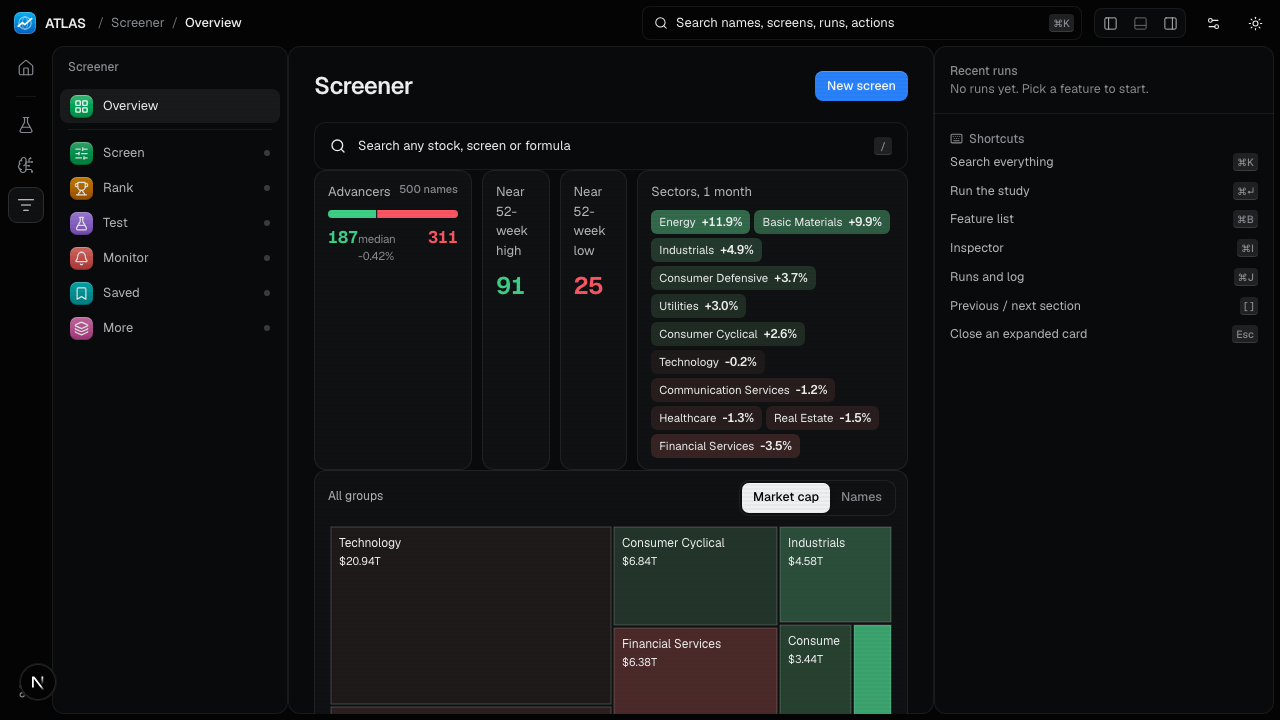 ATLAS / Screener / Overview
Search names, screens, runs, actions
⌘K
Screener
Overview
Screen
Rank
Test
Monitor
Saved
More
N
Screener
New screen
Search any stock, screen or formula
/
Advancers 500 names
187 median -0.42% 311
Near 52-week high
91
Near 52-week low
25
Sectors, 1 month
Energy +11.9% Basic Materials +9.9%
Industrials +4.9%
Consumer Defensive +3.7%
Utilities +3.0%
Consumer Cyclical +2.6%
Technology -0.2%
Communication Services -1.2%
Healthcare -1.3% Real Estate -1.5%
Financial Services -3.5%
All groups
Market cap Names
Technology
$20.94T
Consumer Cyclical
$6.84T
Industrials
$4.58T
Financial Services
$6.38T
Consume
$3.44T
Recent runs
No runs yet. Pick a feature to start.
Shortcuts
Search everything ⌘K
Run the study ⌘↵
Feature list ⌘B
Inspector ⌘I
Runs and log ⌘J
Previous / next section [ ]
Close an expanded card Esc